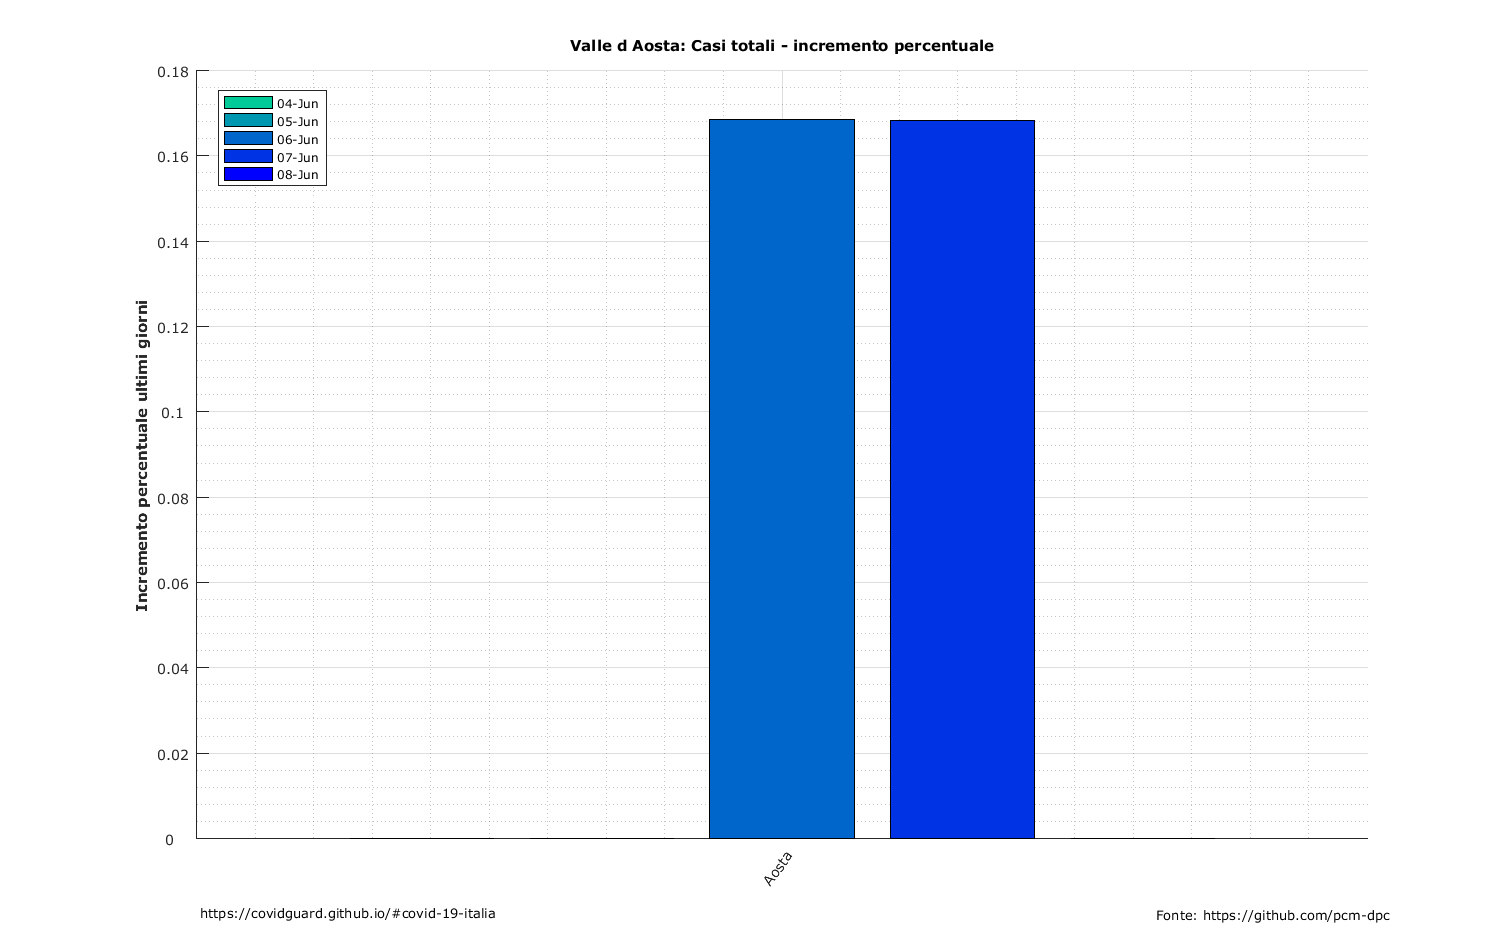 Valle d Aosta: Casi totali - incremento percentuale
0.18
0.16
0.14
0.12
0.1
0.08
0.06
0.04
0.02
0
04-Jun
05-Jun
06-Jun
07-Jun
08-Jun
Incremento percentuale ultimi giorni
Aosta
https://covidguard.github.io/#covid-19-italia
Fonte: https://github.com/pcm-dpc